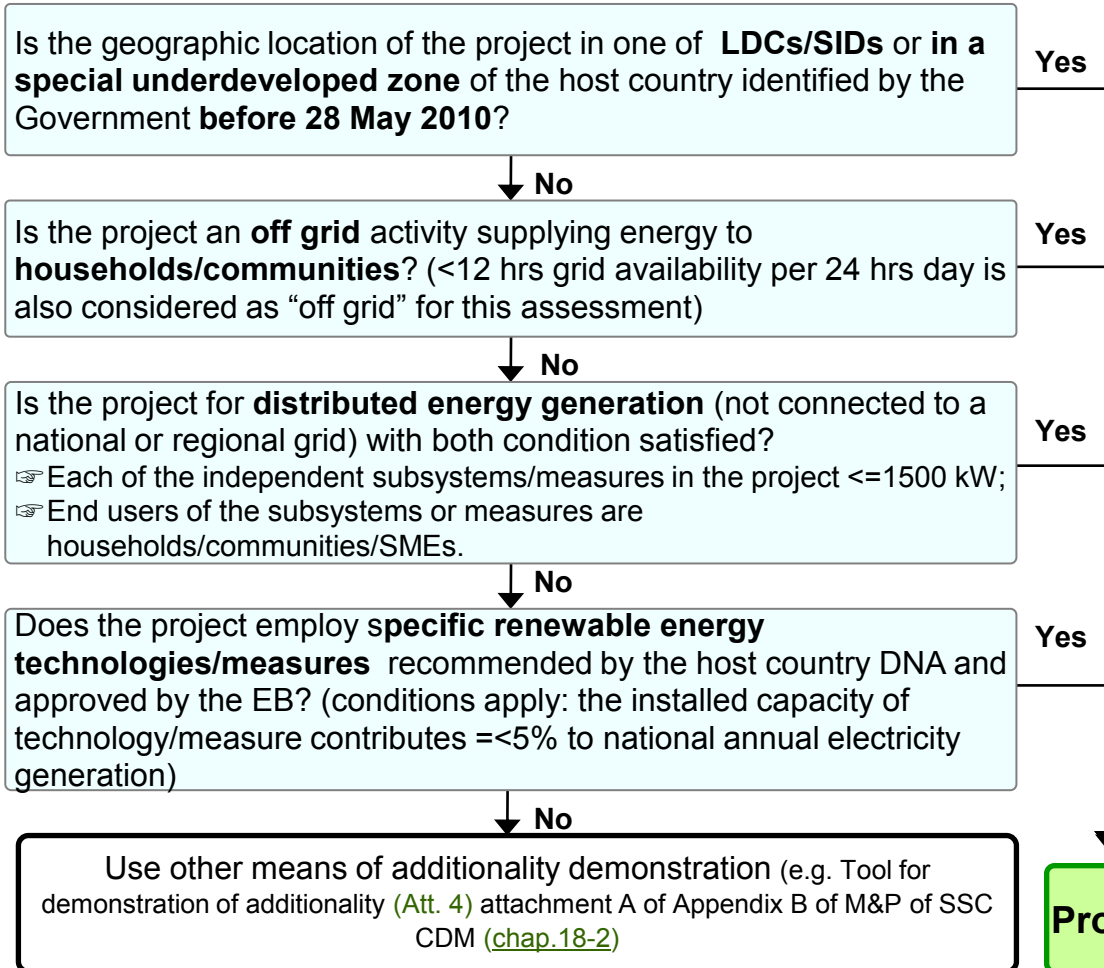 Is the geographic location of the project in one of LDCs/SIDs or in a
special underdeveloped zone of the host country identified by the
Government before 28 May 2010?
Yes
No
Is the project an off grid activity supplying energy to
households/communities? (<12 hrs grid availability per 24 hrs day is
also considered as “off grid” for this assessment)
Yes
No
Is the project for distributed energy generation (not connected to a
national or regional grid) with both condition satisfied?
☞Each of the independent subsystems/measures in the project <=1500 kW;
☞End users of the subsystems or measures are
households/communities/SMEs.
Yes
No
Does the project employ specific renewable energy
technologies/measures recommended by the host country DNA and
approved by the EB? (conditions apply: the installed capacity of
technology/measure contributes =<5% to national annual electricity
generation)
Yes
No
Use other means of additionality demonstration (e.g. Tool for
demonstration of additionality (Att. 4) attachment A of Appendix B of M&P of SSC
CDM (chap.18-2)